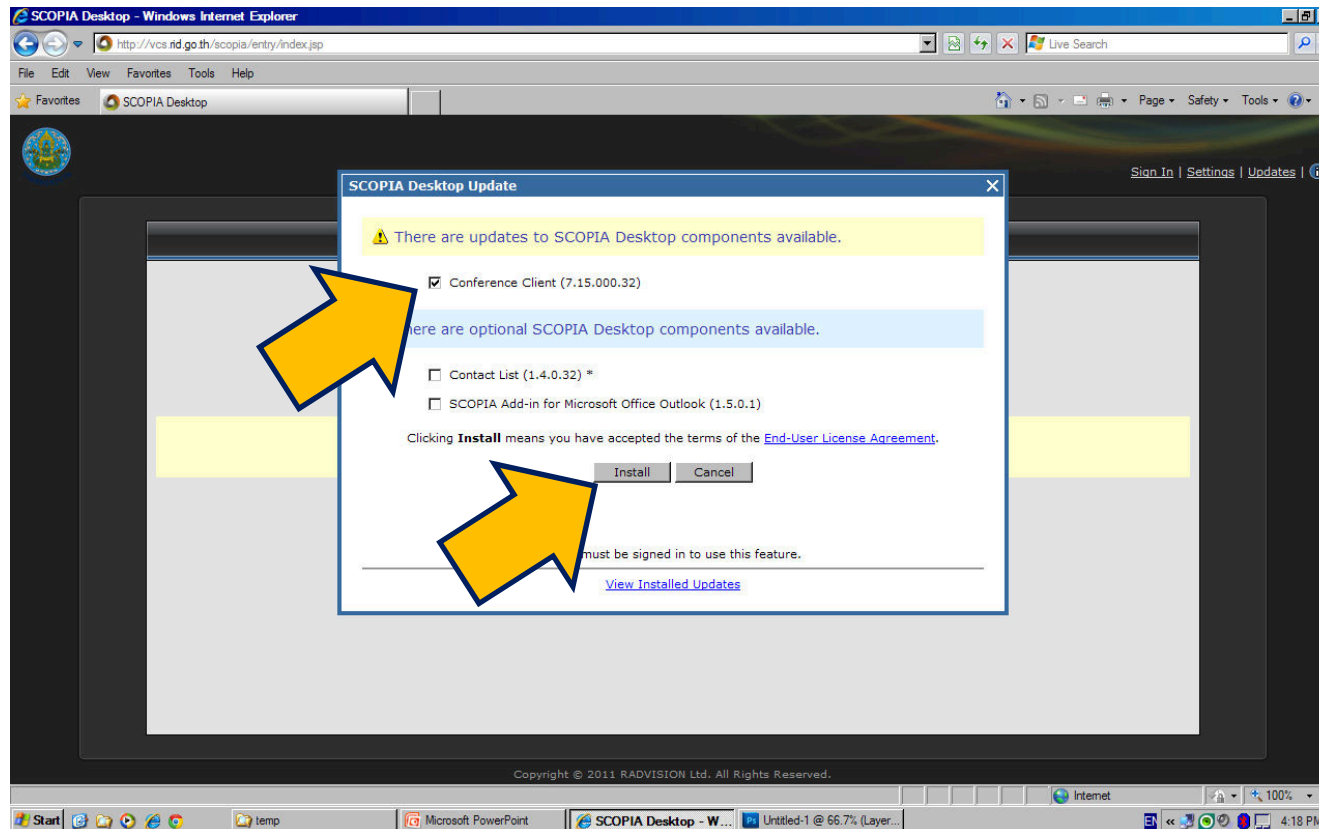 SCOPIA Desktop - Windows Internet Explorer
http://vcs.rid.go.th/scopia/entry/index.jsp
Live Search
File Edit View Favorites Tools Help
Favorites SCOPIA Desktop Page Safety Tools
Sign In | Settings | Updates |
SCOPIA Desktop Update
There are updates to SCOPIA Desktop components available.
Conference Client (7.15.000.32)
here are optional SCOPIA Desktop components available.
Contact List (1.4.0.32) *
SCOPIA Add-in for Microsoft Office Outlook (1.5.0.1)
Clicking Install means you have accepted the terms of the End-User License Agreement.
Install Cancel
must be signed in to use this feature.
View Installed Updates
Copyright © 2011 RADVISION Ltd. All Rights Reserved.
Internet 100%
Start temp Microsoft PowerPoint SCOPIA Desktop - W... Untitled-1 @ 66.7% (Layer... EN « 4:18 PM